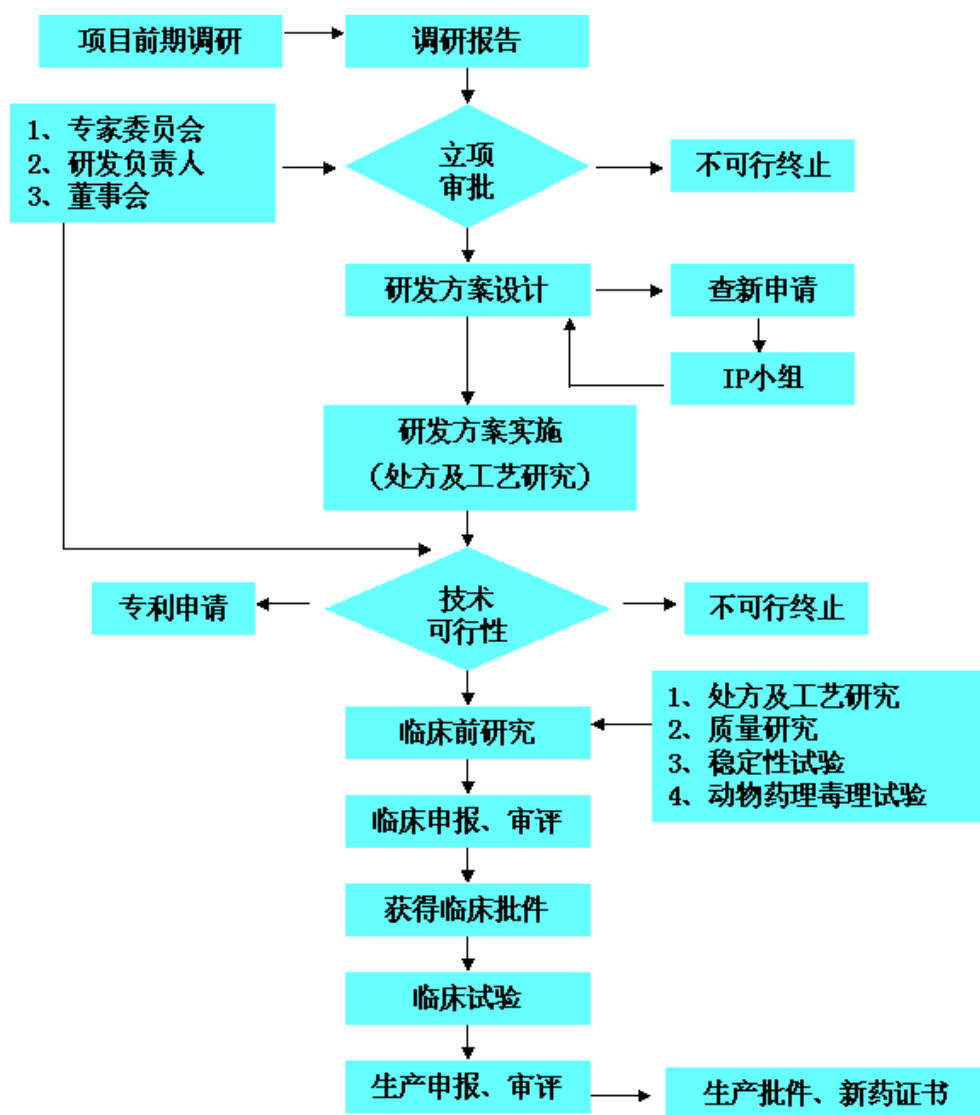 项目前期调研
调研报告
1、专家委员会
2、研发负责人
3、董事会
立项
审批
不可行终止
研发方案设计
查新申请
IP小组
研发方案实施
（处方及工艺研究）
专利申请
技术
可行性
不可行终止
临床前研究
1、处方及工艺研究
2、质量研究
3、稳定性试验
4、动物药理毒理试验
临床申报、审评
获得临床批件
临床试验
生产申报、审评
生产批件、新药证书